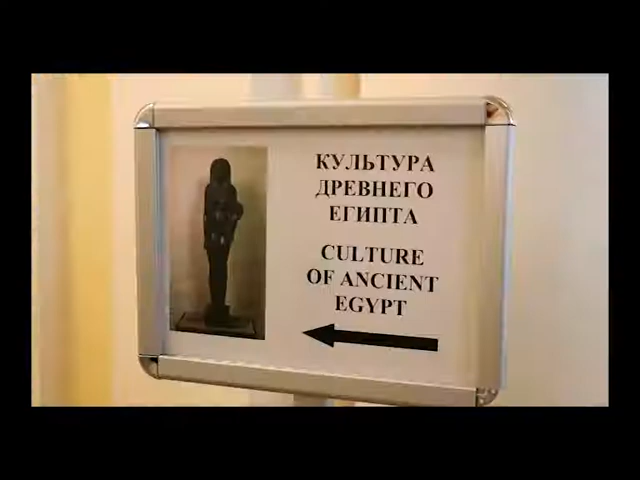 КУЛЬТУРА
ДРЕВНЕГО
ЕГИПТА
CULTURE
OF ANCIENT
EGYPT